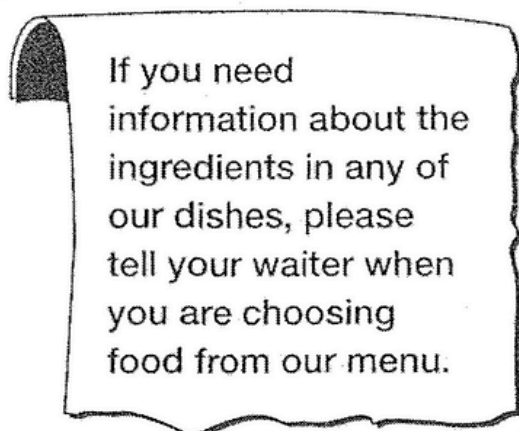 If you need
information about the
ingredients in any of
our dishes, please
tell your waiter when
you are choosing
food from our menu.